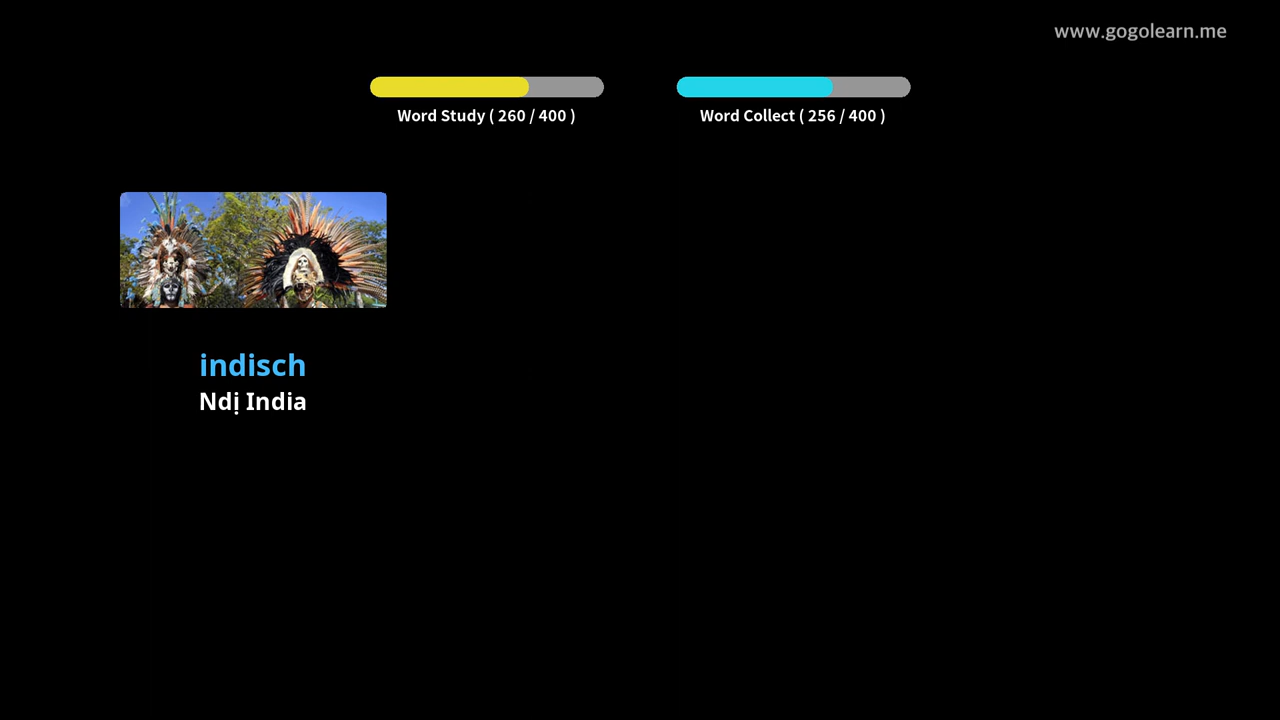 www.gogolearn.me
Word Study ( 260 / 400 )
Word Collect ( 256 / 400 )
indisch
Ndị India